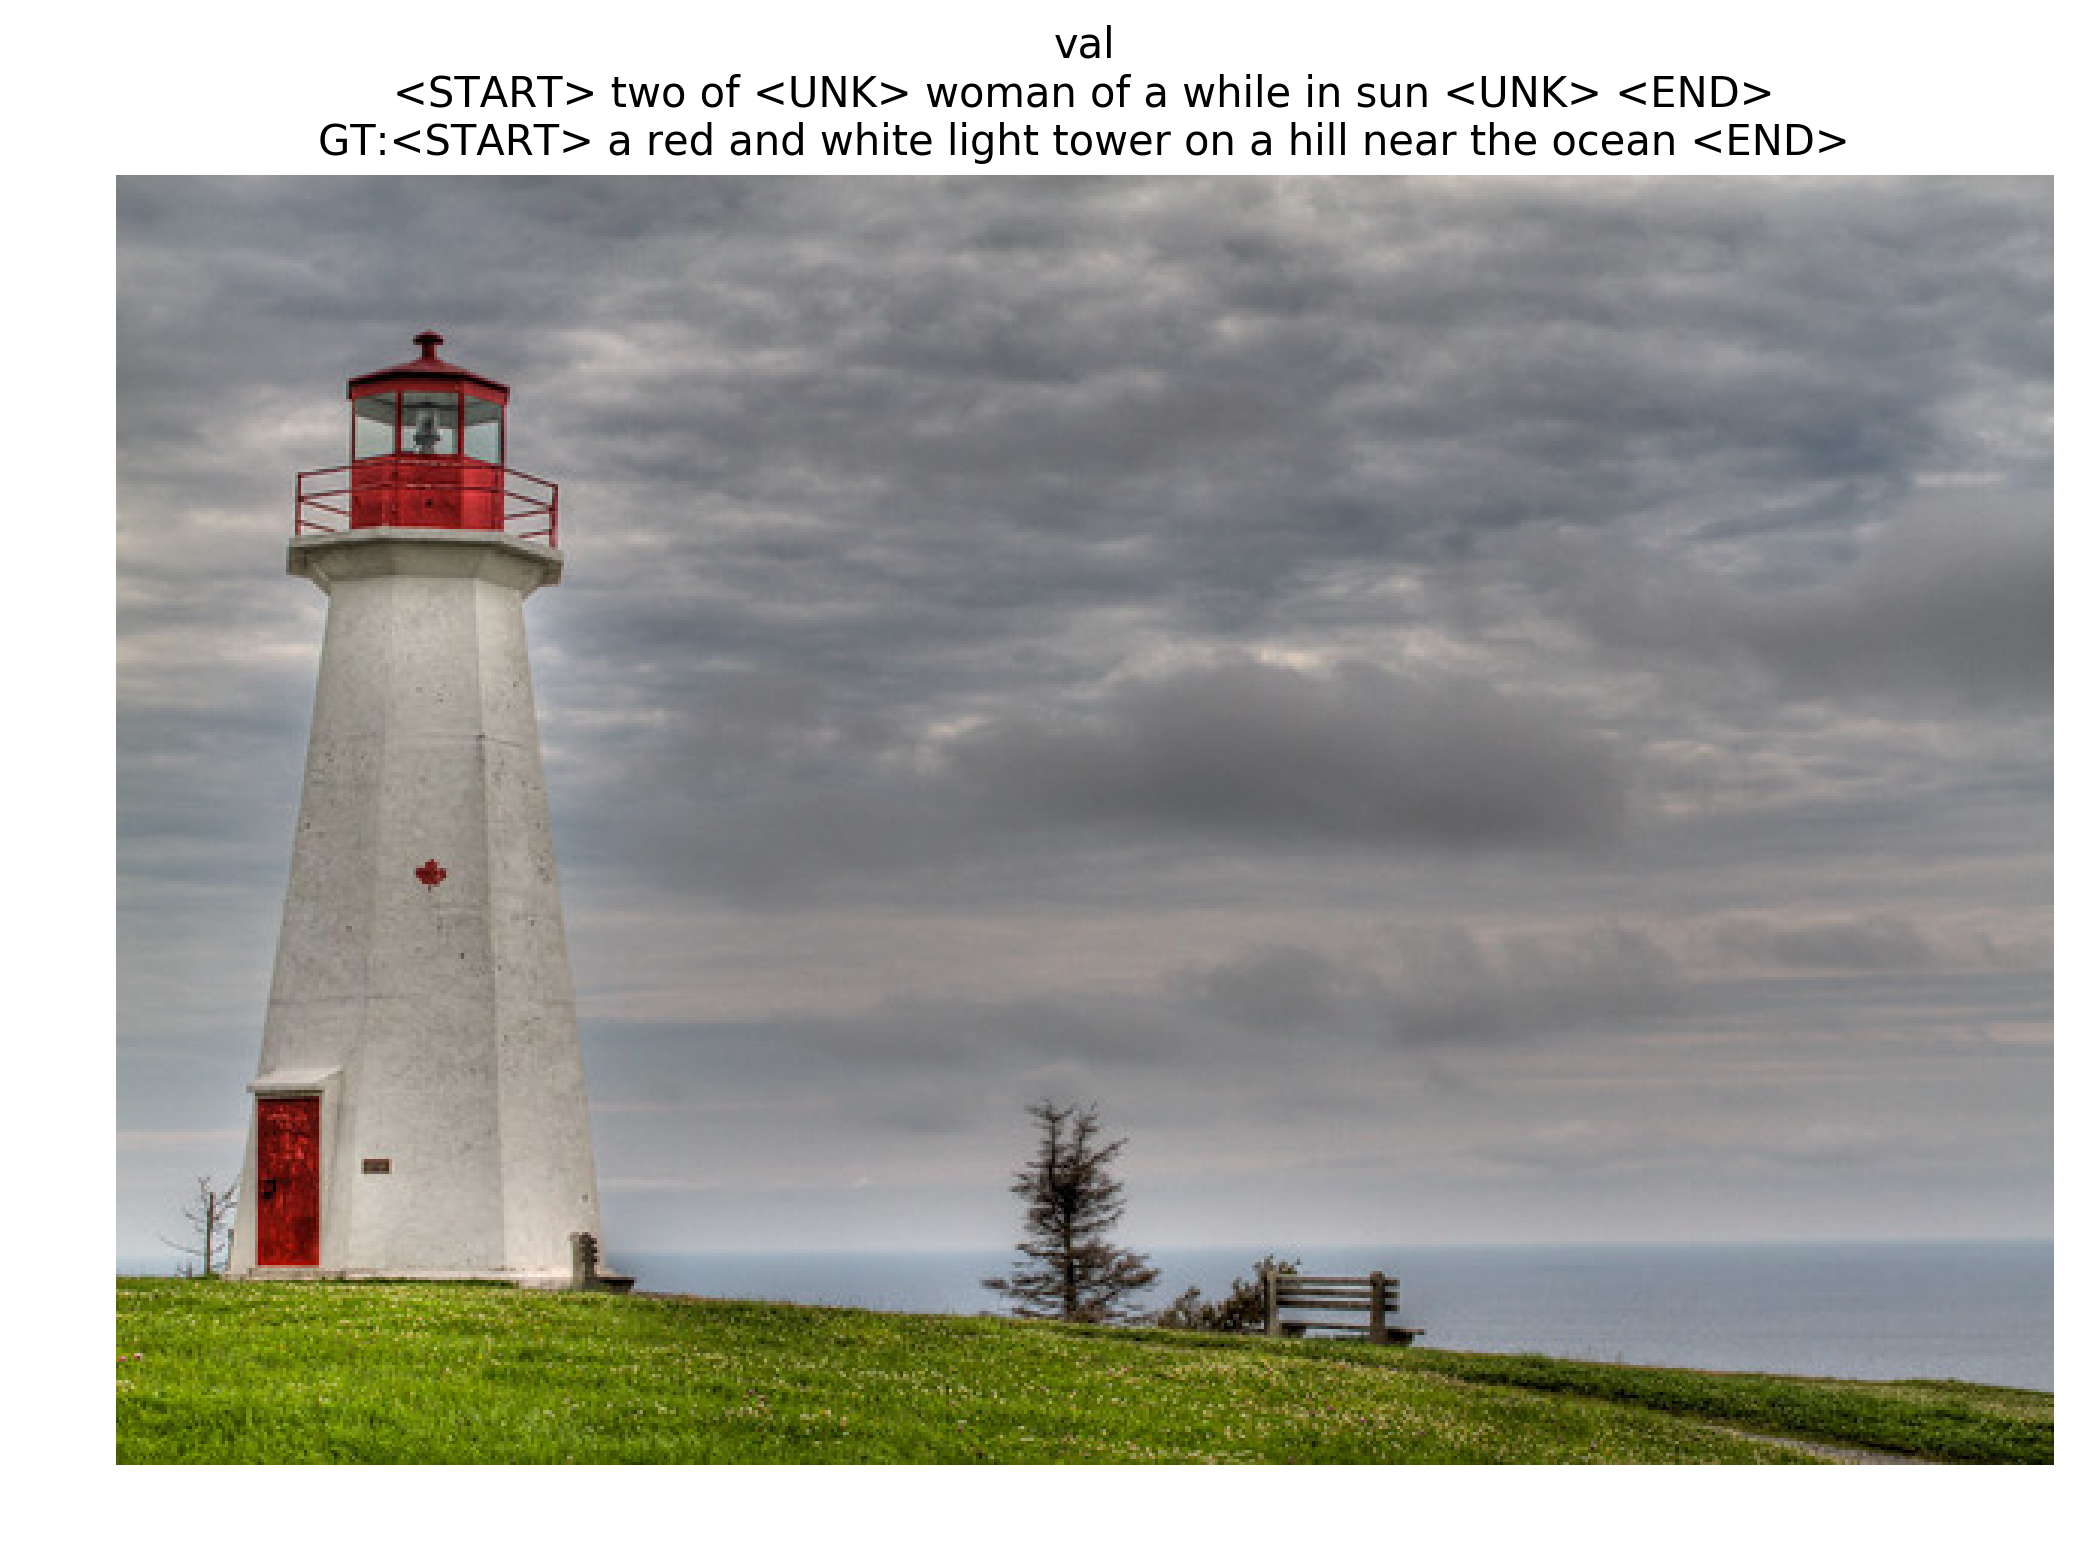 val
<START> two of <UNK> woman of a while in sun <UNK> <END>
GT:<START> a red and white light tower on a hill near the ocean <END>